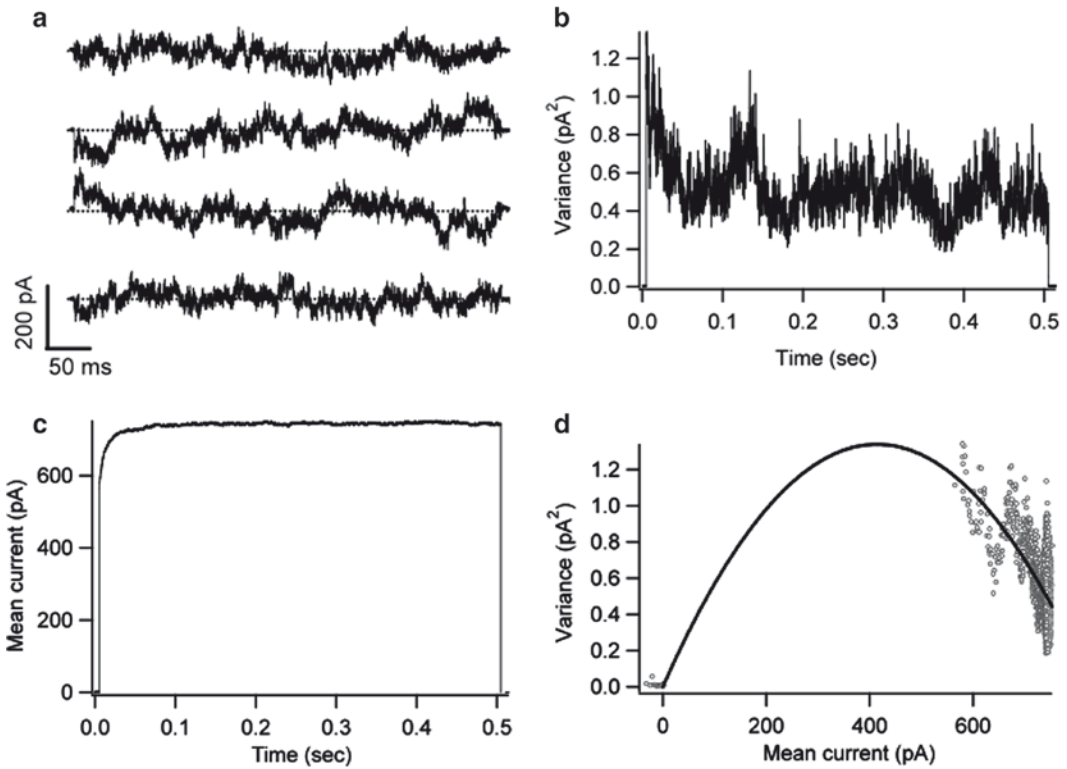 a
200 pA
50 ms
b
Variance (pA²)
1.2
1.0
0.8
0.6
0.4
0.2
0.0
0.0 0.1 0.2 0.3 0.4 0.5
Time (sec)
c
Mean current (pA)
600
400
200
0
0.0 0.1 0.2 0.3 0.4 0.5
Time (sec)
d
Variance (pA²)
1.2
1.0
0.8
0.6
0.4
0.2
0.0
0 200 400 600
Mean current (pA)